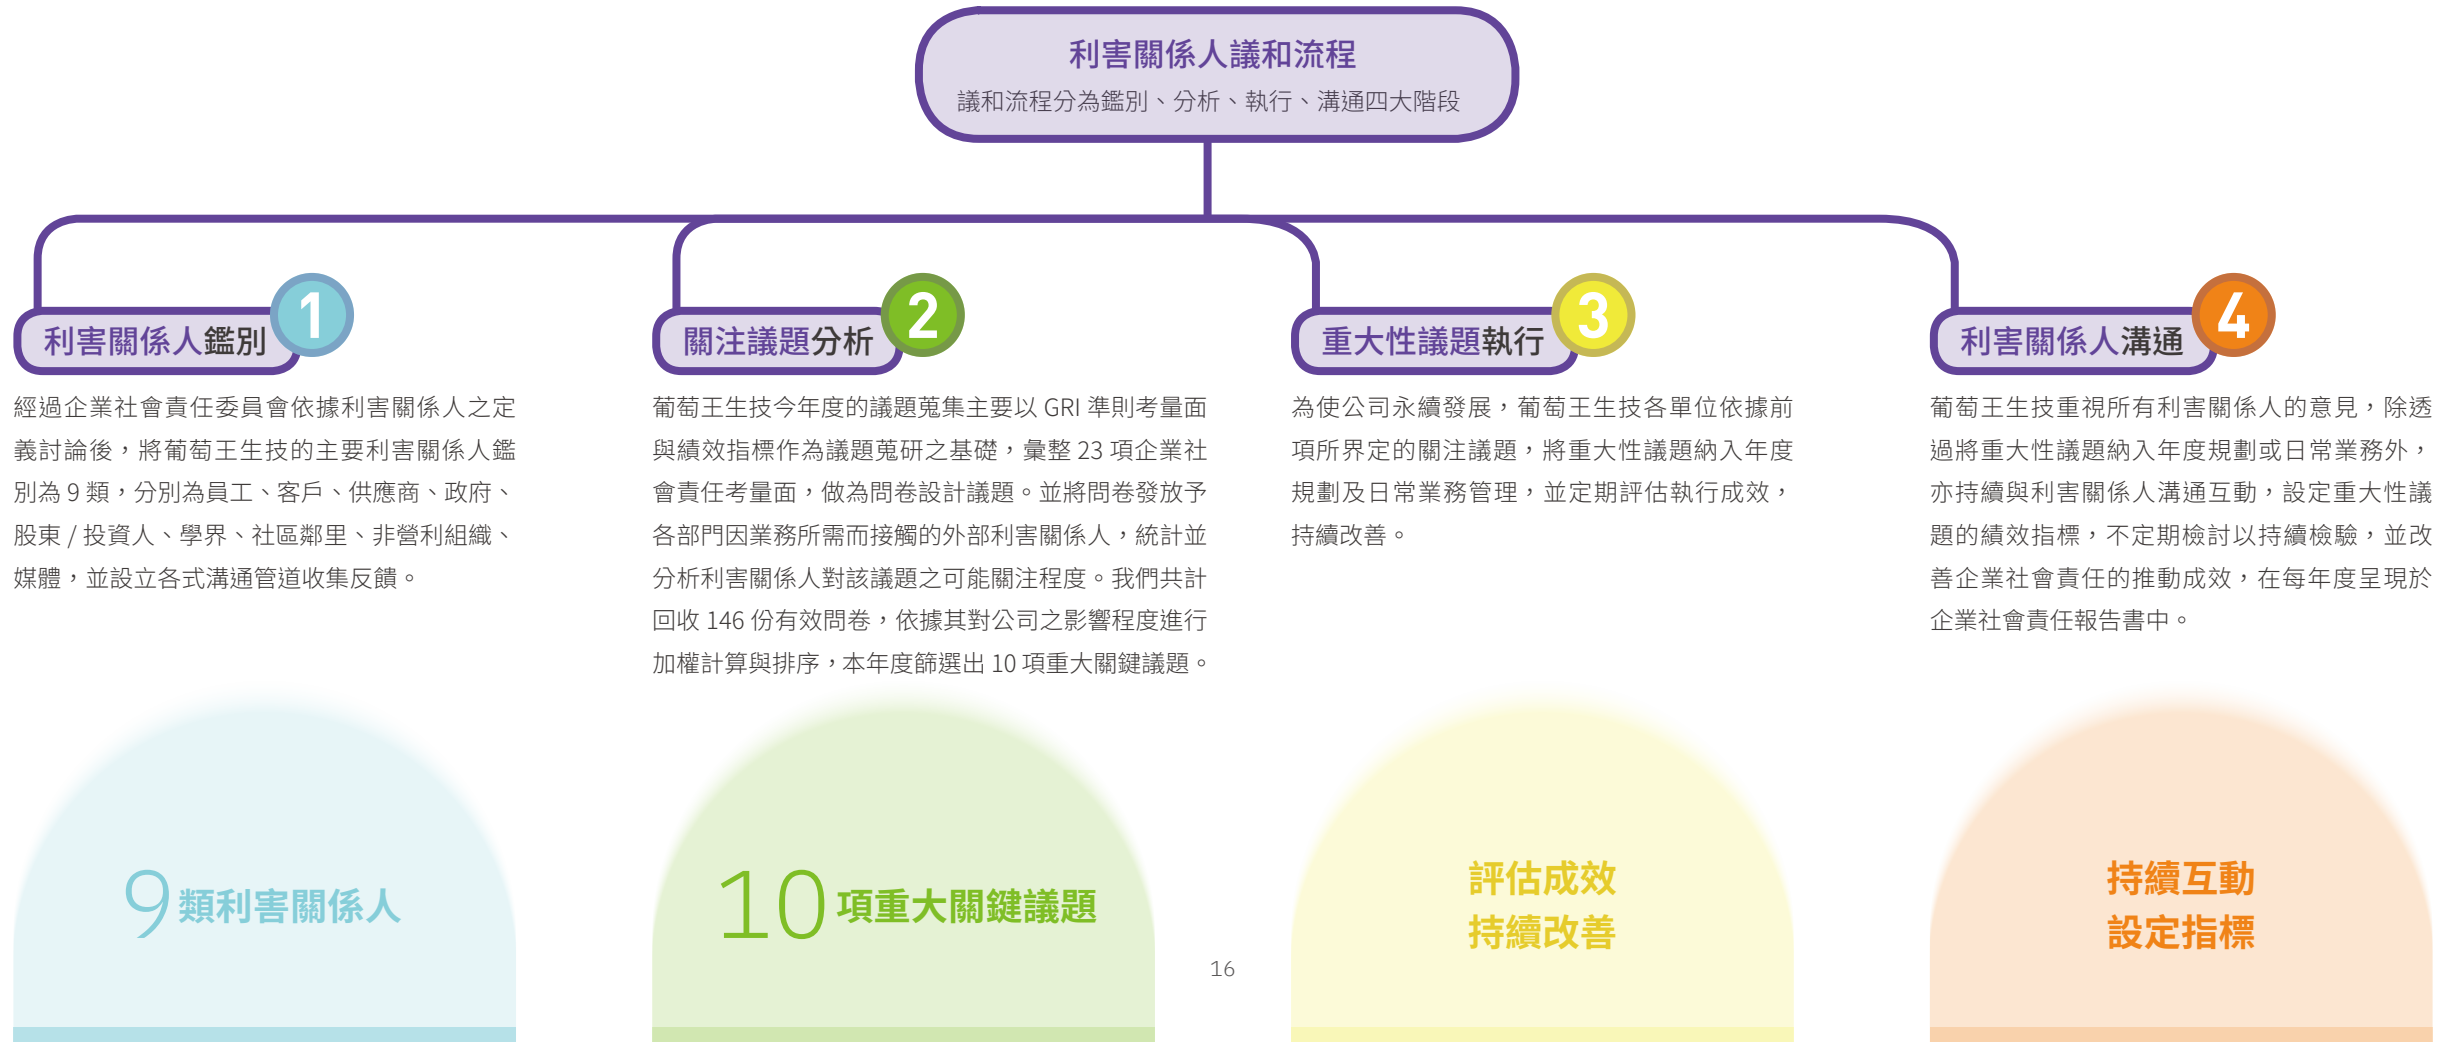 利害關係人議和流程
議和流程分為鑑別、分析、執行、溝通四大階段
利害關係人鑑別
1
經過企業社會責任委員會依據利害關係人之定
義討論後，將葡萄王生技的主要利害關係人鑑
別為 9 類，分別為員工、客戶、供應商、政府、
股東 / 投資人、學界、社區鄰里、非營利組織、
媒體，並設立各式溝通管道收集反饋。
9 類利害關係人
關注議題分析
2
葡萄王生技今年度的議題蒐集主要以 GRI 準則考量面
與績效指標作為議題蒐研之基礎，彙整 23 項企業社
會責任考量面，做為問卷設計議題。並將問卷發放予
各部門因業務所需而接觸的外部利害關係人，統計並
分析利害關係人對該議題之可能關注程度。我們共計
回收 146 份有效問卷，依據其對公司之影響程度進行
加權計算與排序，本年度篩選出 10 項重大關鍵議題。
10 項重大關鍵議題
重大性議題執行
3
為使公司永續發展，葡萄王生技各單位依據前
項所界定的關注議題，將重大性議題納入年度
規劃及日常業務管理，並定期評估執行成效，
持續改善。
評估成效
持續改善
利害關係人溝通
4
葡萄王生技重視所有利害關係人的意見，除透
過將重大性議題納入年度規劃或日常業務外，
亦持續與利害關係人溝通互動，設定重大性議
題的績效指標，不定期檢討以持續檢驗，並改
善企業社會責任的推動成效，在每年度呈現於
企業社會責任報告書中。
持續互動
設定指標
16